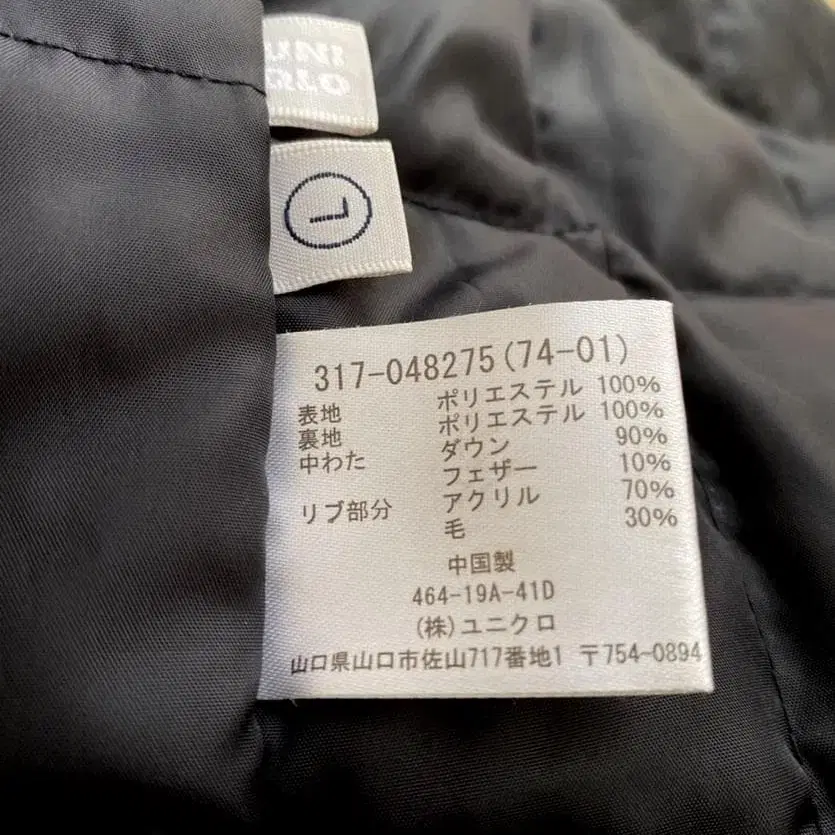 UNI
QLO
L
317-048275(74-01)
表地 ポリエステル 100%
裏地 ポリエステル 100%
中わた ダウン 90%
フェザー 10%
リブ部分 アクリル 70%
毛 30%
中国製
464-19A-41D
(株)ユニクロ
山口県山口市佐山717番地1 〒754-0894